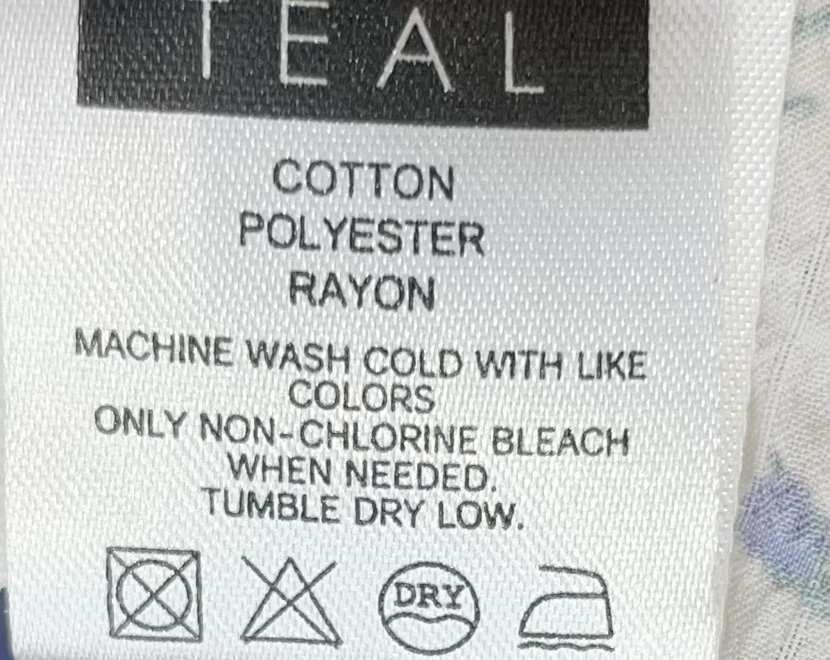 TEAL
COTTON
POLYESTER
RAYON
MACHINE WASH COLD WITH LIKE
COLORS
ONLY NON-CHLORINE BLEACH
WHEN NEEDED.
TUMBLE DRY LOW.
DRY